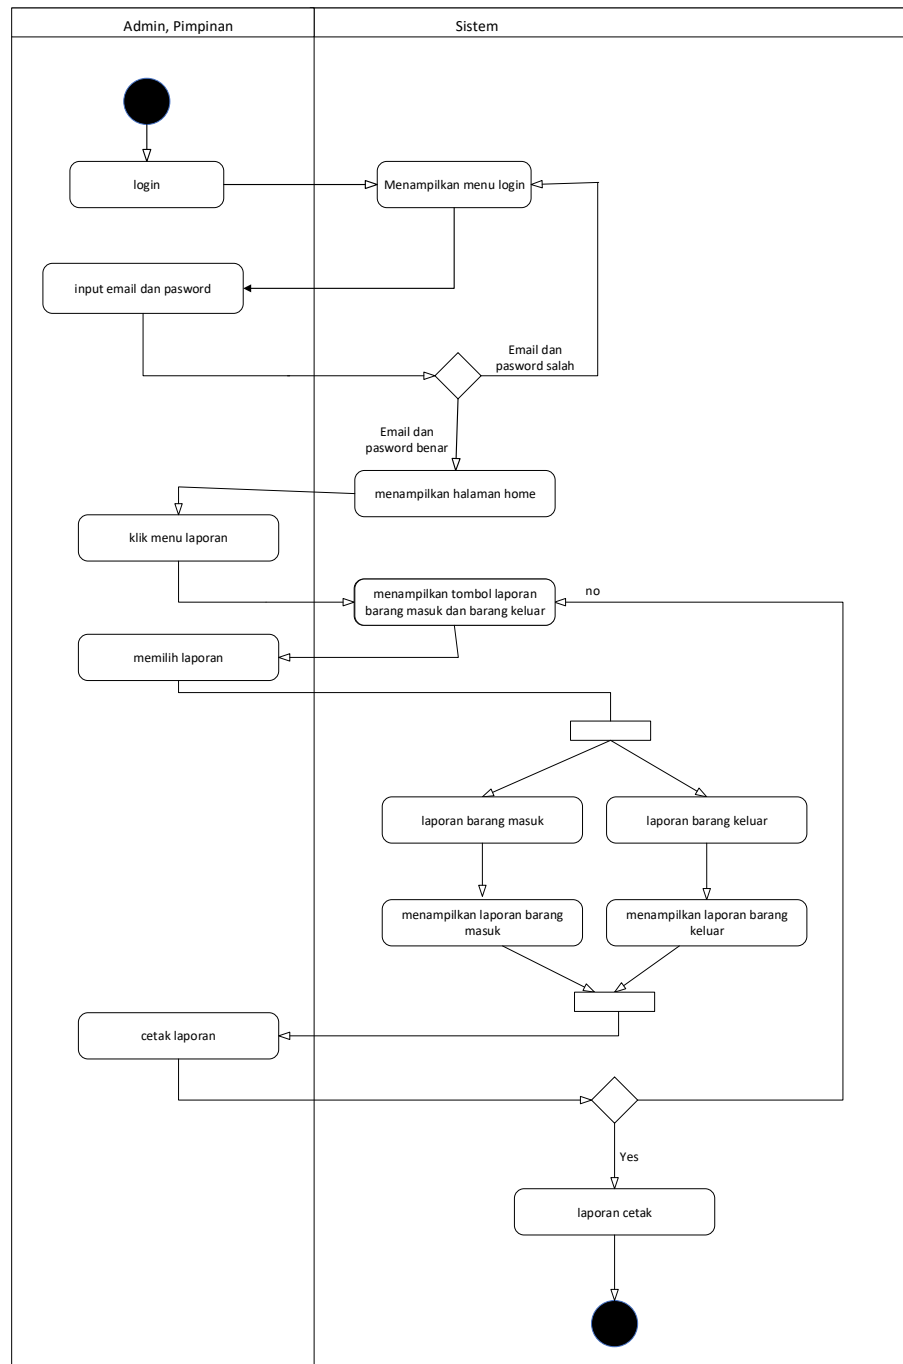 Admin, Pimpinan
Sistem
login
Menampilkan menu login
input email dan pasword
Email dan
pasword salah
Email dan
pasword benar
menampilkan halaman home
klik menu laporan
menampilkan tombol laporan
barang masuk dan barang keluar
no
memilih laporan
laporan barang masuk
laporan barang keluar
menampilkan laporan barang
masuk
menampilkan laporan barang
keluar
cetak laporan
Yes
laporan cetak